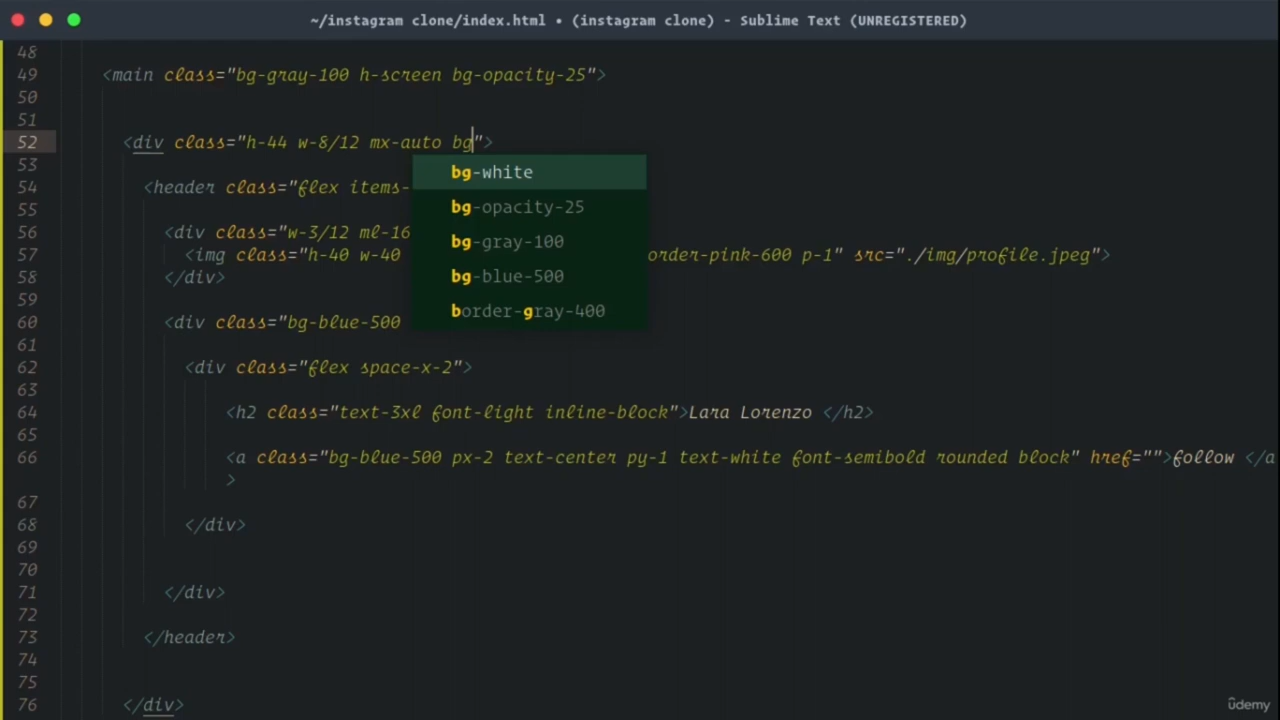 ~/instagram clone/index.html • (instagram clone) - Sublime Text (UNREGISTERED)
48
49 <main class="bg-gray-100 h-screen bg-opacity-25">
50
51
52 <div class="h-44 w-8/12 mx-auto bg">
53
bg-white
54 <header class="flex items-
55
bg-opacity-25
56 <div class="w-3/12 ml-16
bg-gray-100
57 <img class="h-40 w-40 order-pink-600 p-1" src="./img/profile.jpeg">
58 </div>
bg-blue-500
59
border-gray-400
60 <div class="bg-blue-500
61
62 <div class="flex space-x-2">
63
64 <h2 class="text-3xl font-light inline-block">Lara Lorenzo </h2>
65
66 <a class="bg-blue-500 px-2 text-center py-1 text-white font-semibold rounded block" href="">follow </a
>
67
68 </div>
69
70
71 </div>
72
73 </header>
74
75
76 </div>
ûdemy